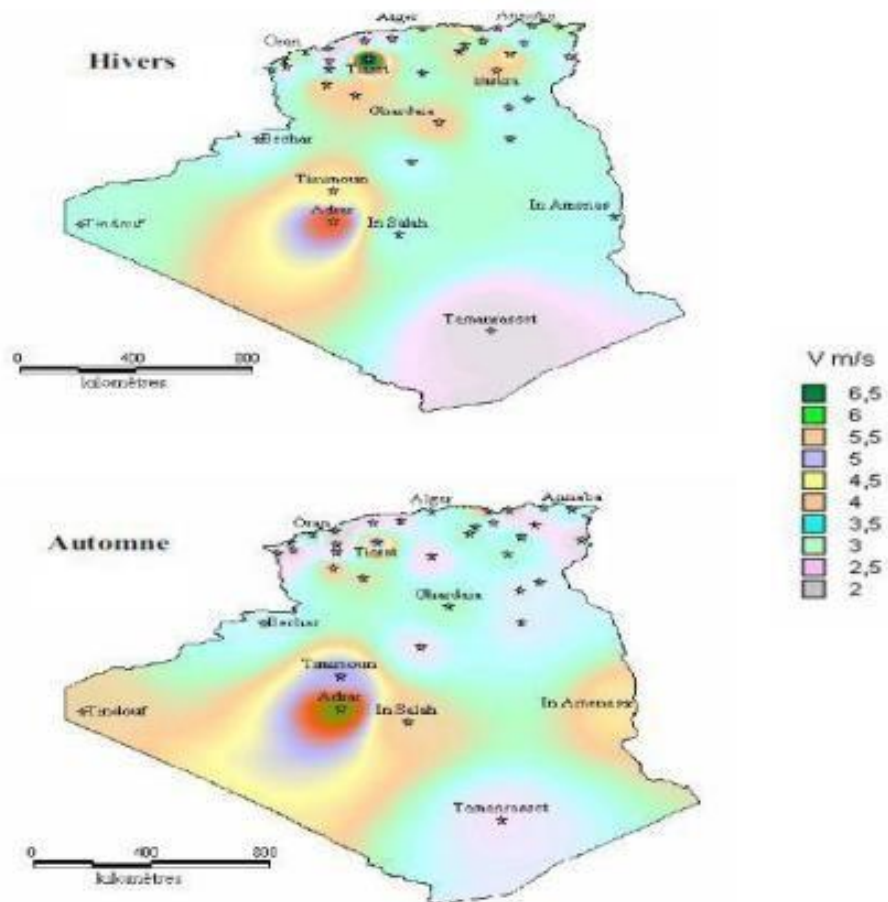 Hivers
Alger
Annaba
Oran
Tiaret
Biskra
Ghardaia
Bechar
Timimoun
Adrar
In Salah
In Amenas
Tindouf
Tamanrasset
0 400 800
kilomètres
V m/s
6,5
6
5,5
5
4,5
4
3,5
3
2,5
2
Automne
Alger
Annaba
Oran
Tiaret
Ghardaia
Bechar
Timimoun
Adrar
In Salah
In Amenas
Tindouf
Tamanrasset
0 400 800
kilomètres